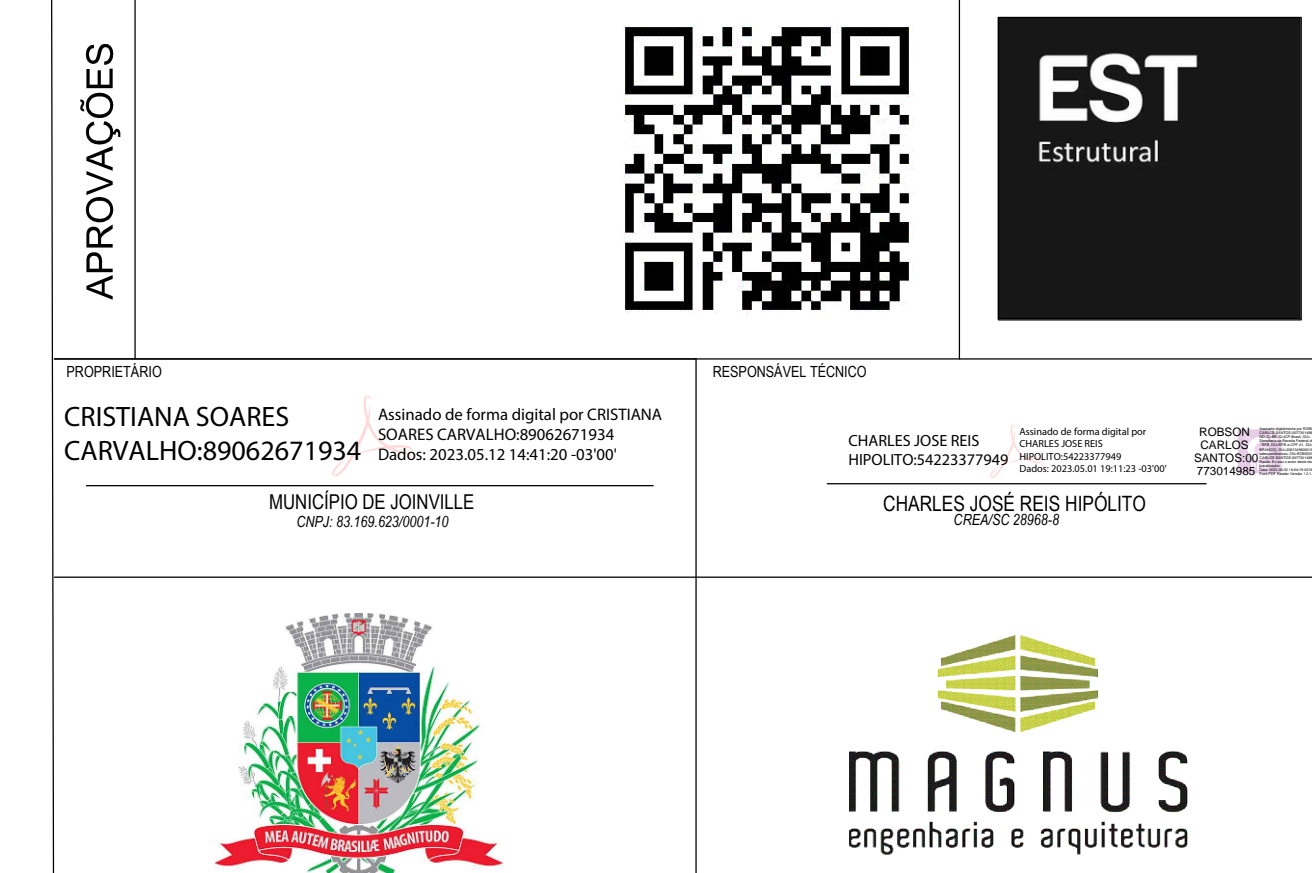 APROVAÇÕES
EST
Estrutural
PROPRIETÁRIO
CRISTIANA SOARES
CARVALHO:89062671934
Assinado de forma digital por CRISTIANA
SOARES CARVALHO:89062671934
Dados: 2023.05.12 14:41:20 -03'00'
MUNICÍPIO DE JOINVILLE
CNPJ: 83.169.623/0001-10
RESPONSÁVEL TÉCNICO
CHARLES JOSE REIS
HIPOLITO:54223377949
Assinado de forma digital por
CHARLES JOSE REIS
HIPOLITO:54223377949
Dados: 2023.05.01 19:11:23 -03'00'
ROBSON
CARLOS
SANTOS:00
773014985
CHARLES JOSÉ REIS HIPÓLITO
CREA/SC 28968-8
MEA AUTEM BRASILIÆ MAGNITUDO
MAGNUS
engenharia e arquitetura